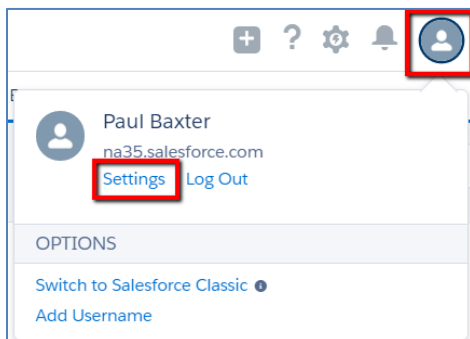 ?
E
Paul Baxter
na35.salesforce.com
Settings Log Out
OPTIONS
Switch to Salesforce Classic
Add Username